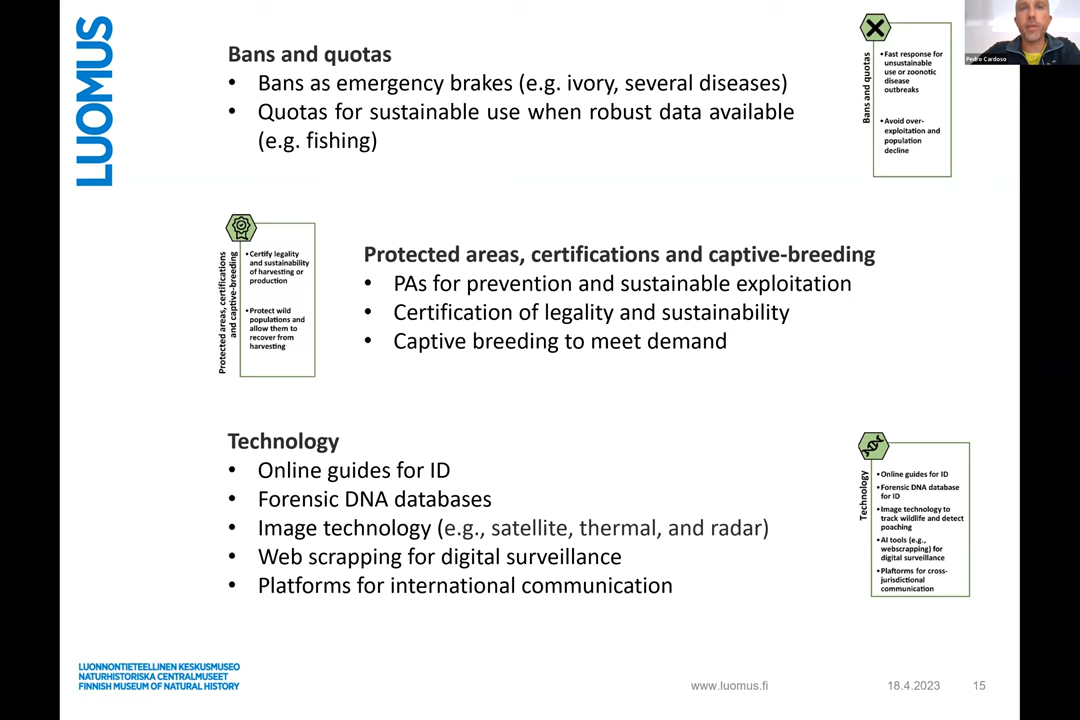 LUOMUS
Bans and quotas
• Bans as emergency brakes (e.g. ivory, several diseases)
• Quotas for sustainable use when robust data available
(e.g. fishing)
Bans and quotas
•Fast response for
unsustainable
use or zoonotic
disease
outbreaks
•Avoid over-
exploitation and
population
decline
Pedro Cardoso
Protected areas, certifications
and captive-breeding
•Certify legality
and sustainability
of harvesting or
production
•Protect wild
populations and
allow them to
recover from
harvesting
Protected areas, certifications and captive-breeding
• PAs for prevention and sustainable exploitation
• Certification of legality and sustainability
• Captive breeding to meet demand
Technology
• Online guides for ID
• Forensic DNA databases
• Image technology (e.g., satellite, thermal, and radar)
• Web scrapping for digital surveillance
• Platforms for international communication
Technology
•Online guides for ID
•Forensic DNA database
for ID
•Image technology to
track wildlife and detect
poaching
•AI tools (e.g.,
webscrapping) for
digital surveillance
•Plaftorms for cross-
jurisdictional
communication
LUONNONTIETEELLINEN KESKUSMUSEO
NATURHISTORISKA CENTRALMUSEET
FINNISH MUSEUM OF NATURAL HISTORY
www.luomus.fi
18.4.2023
15